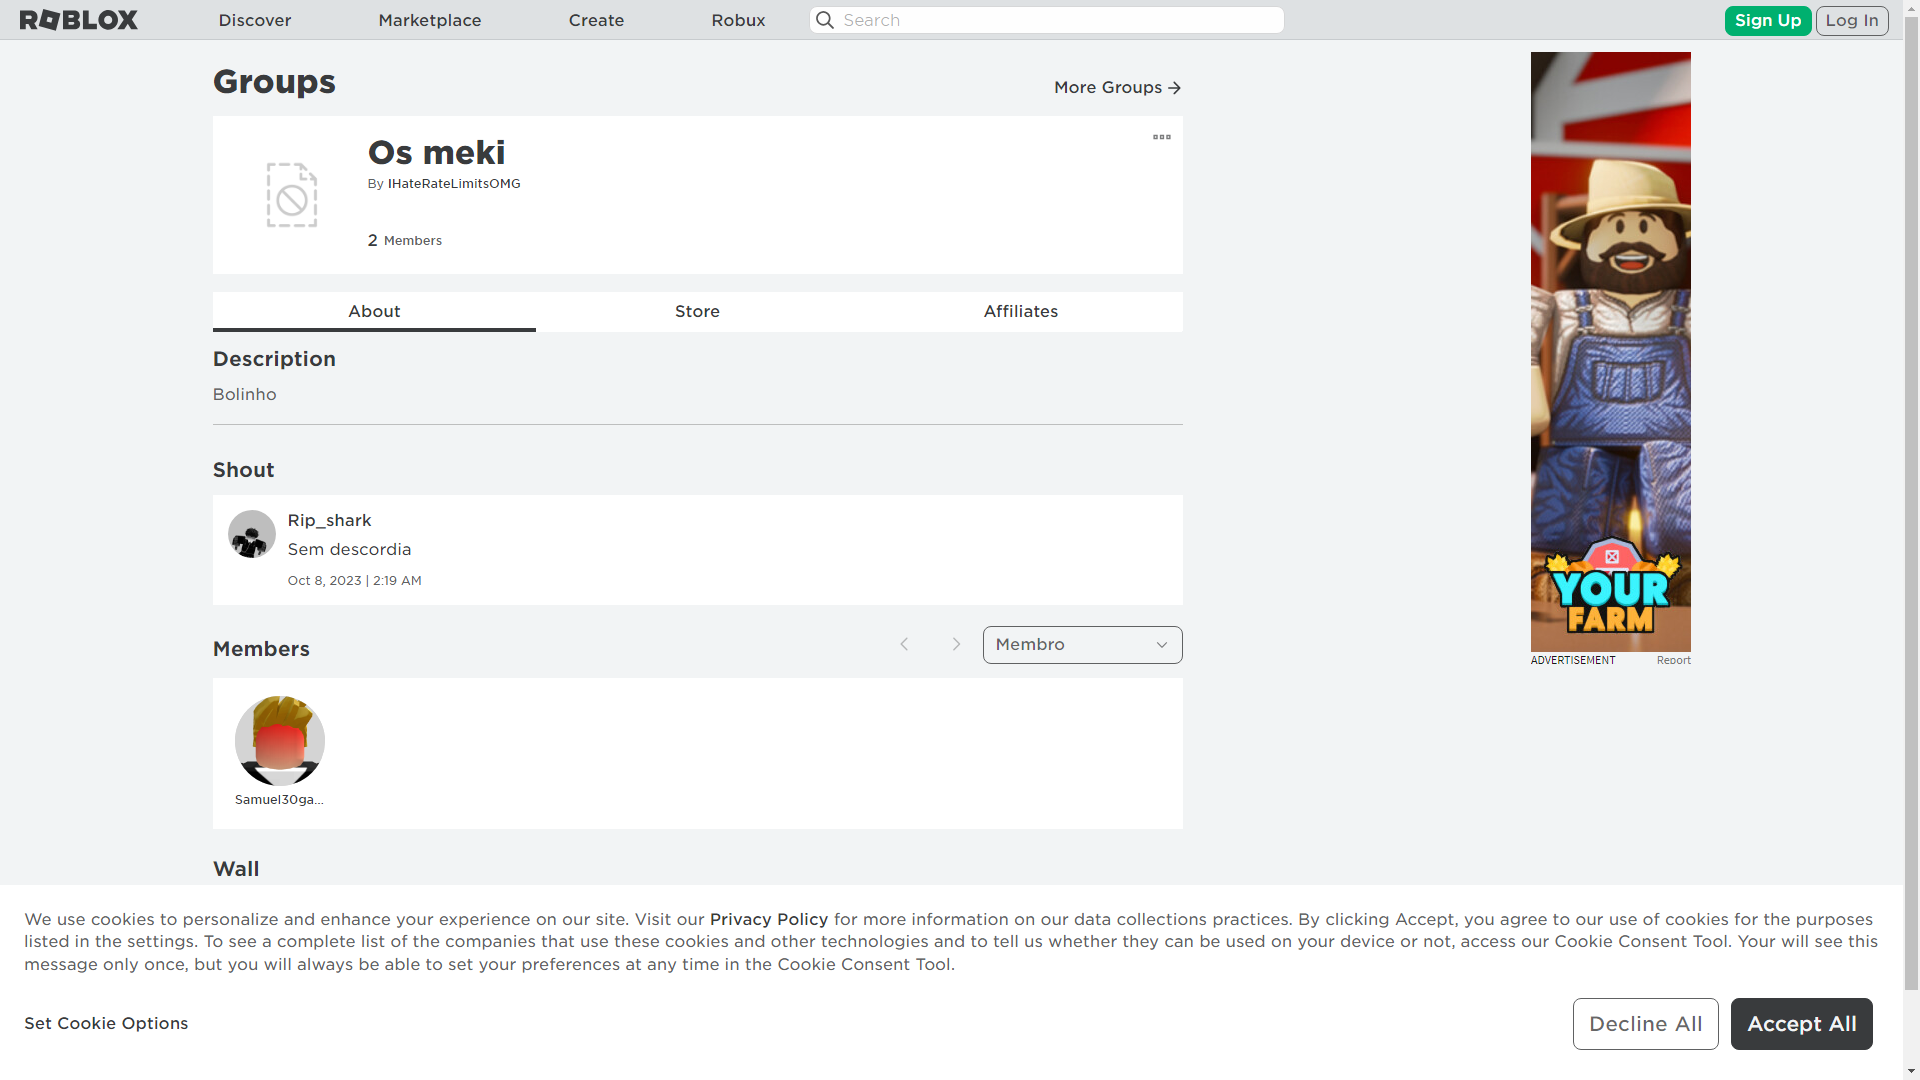 ROBLOX
Discover
Marketplace
Create
Robux
Search
Sign Up
Log In
Groups
More Groups
Os meki
By IHateRateLimitsOMG
2 Members
About
Store
Affiliates
Description
Bolinho
Shout
Rip_shark
Sem descordia
Oct 8, 2023 | 2:19 AM
Members
Membro
Samuel30ga...
Wall
YOUR
FARM
ADVERTISEMENT
Report
We use cookies to personalize and enhance your experience on our site. Visit our Privacy Policy for more information on our data collections practices. By clicking Accept, you agree to our use of cookies for the purposes
listed in the settings. To see a complete list of the companies that use these cookies and other technologies and to tell us whether they can be used on your device or not, access our Cookie Consent Tool. Your will see this
message only once, but you will always be able to set your preferences at any time in the Cookie Consent Tool.
Set Cookie Options
Decline All
Accept All